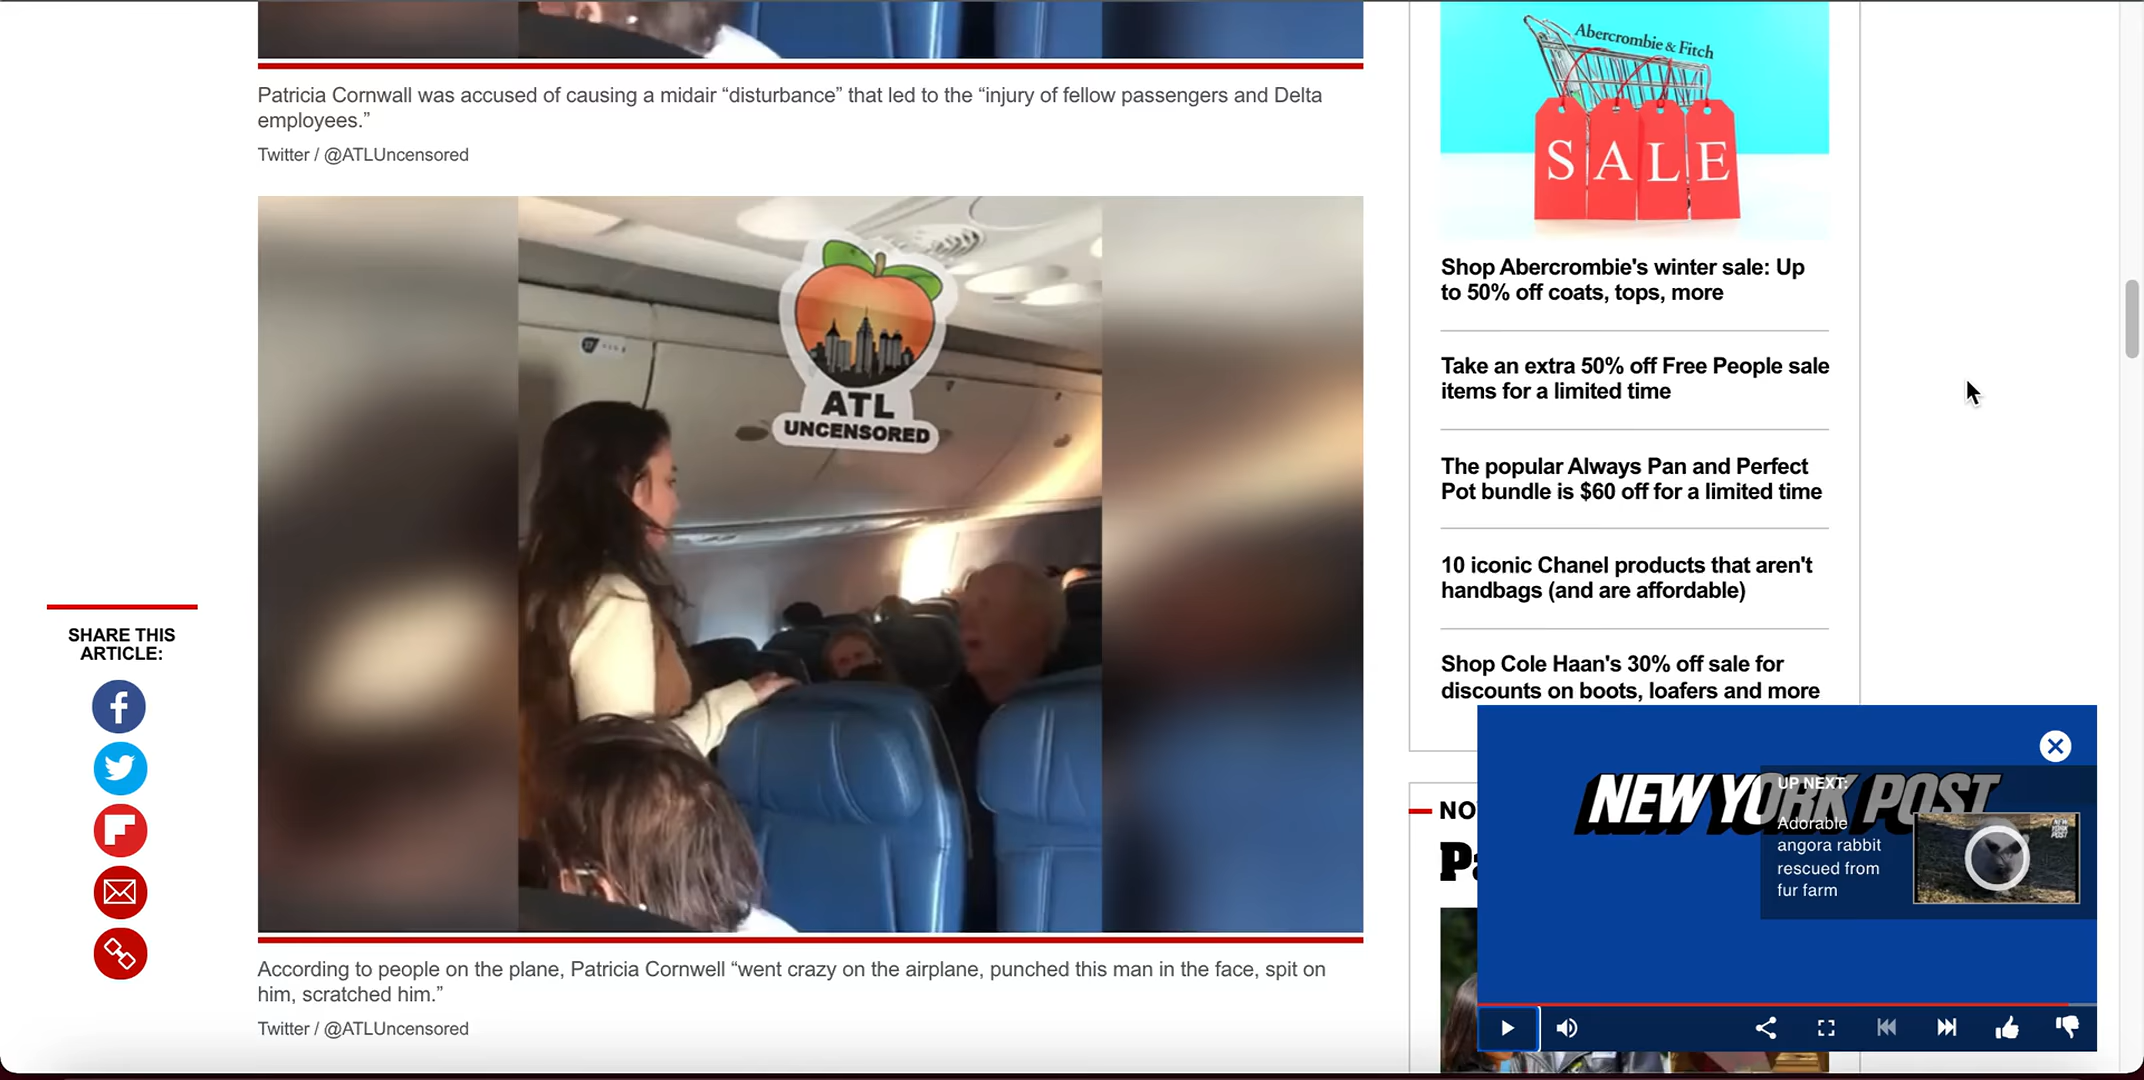 Patricia Cornwall was accused of causing a midair “disturbance” that led to the “injury of fellow passengers and Delta
employees.”
Twitter / @ATLUncensored
ATL
UNCENSORED
According to people on the plane, Patricia Cornwell “went crazy on the airplane, punched this man in the face, spit on
him, scratched him.”
Twitter / @ATLUncensored
SHARE THIS
ARTICLE:
Abercrombie & Fitch
SALE
Shop Abercrombie's winter sale: Up
to 50% off coats, tops, more
Take an extra 50% off Free People sale
items for a limited time
The popular Always Pan and Perfect
Pot bundle is $60 off for a limited time
10 iconic Chanel products that aren't
handbags (and are affordable)
Shop Cole Haan's 30% off sale for
discounts on boots, loafers and more
NO
Pa
NEW YORK POST
UP NEXT:
Adorable
angora rabbit
rescued from
fur farm
NEW
YORK
POST